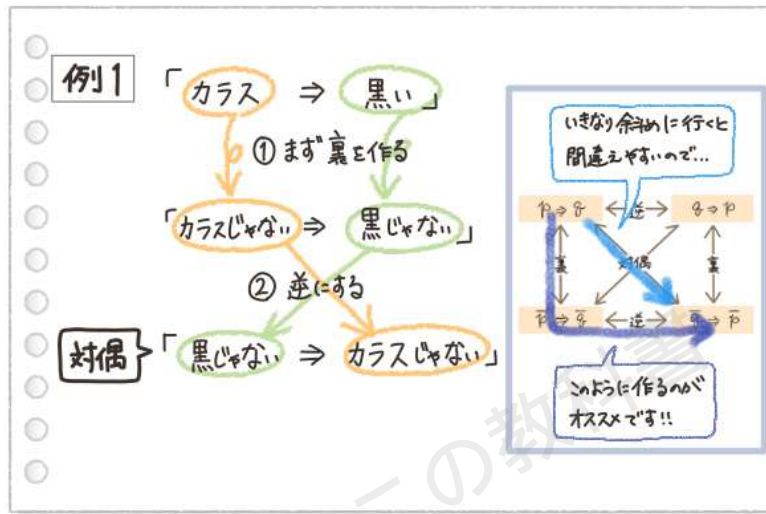 例1
「カラス ⇒ 黒い」
① まず裏を作る
「カラスじゃない ⇒ 黒じゃない」
② 逆にする
対偶
「黒じゃない ⇒ カラスじゃない」
いきなり斜めに行くと
間違えやすいので…
p ⇒ q ←逆→ q ⇒ p
裏 対偶 裏
p̅ ⇒ q̅ ←逆→ q̅ ⇒ p̅
このように作るのが
オススメです!!
の教科書